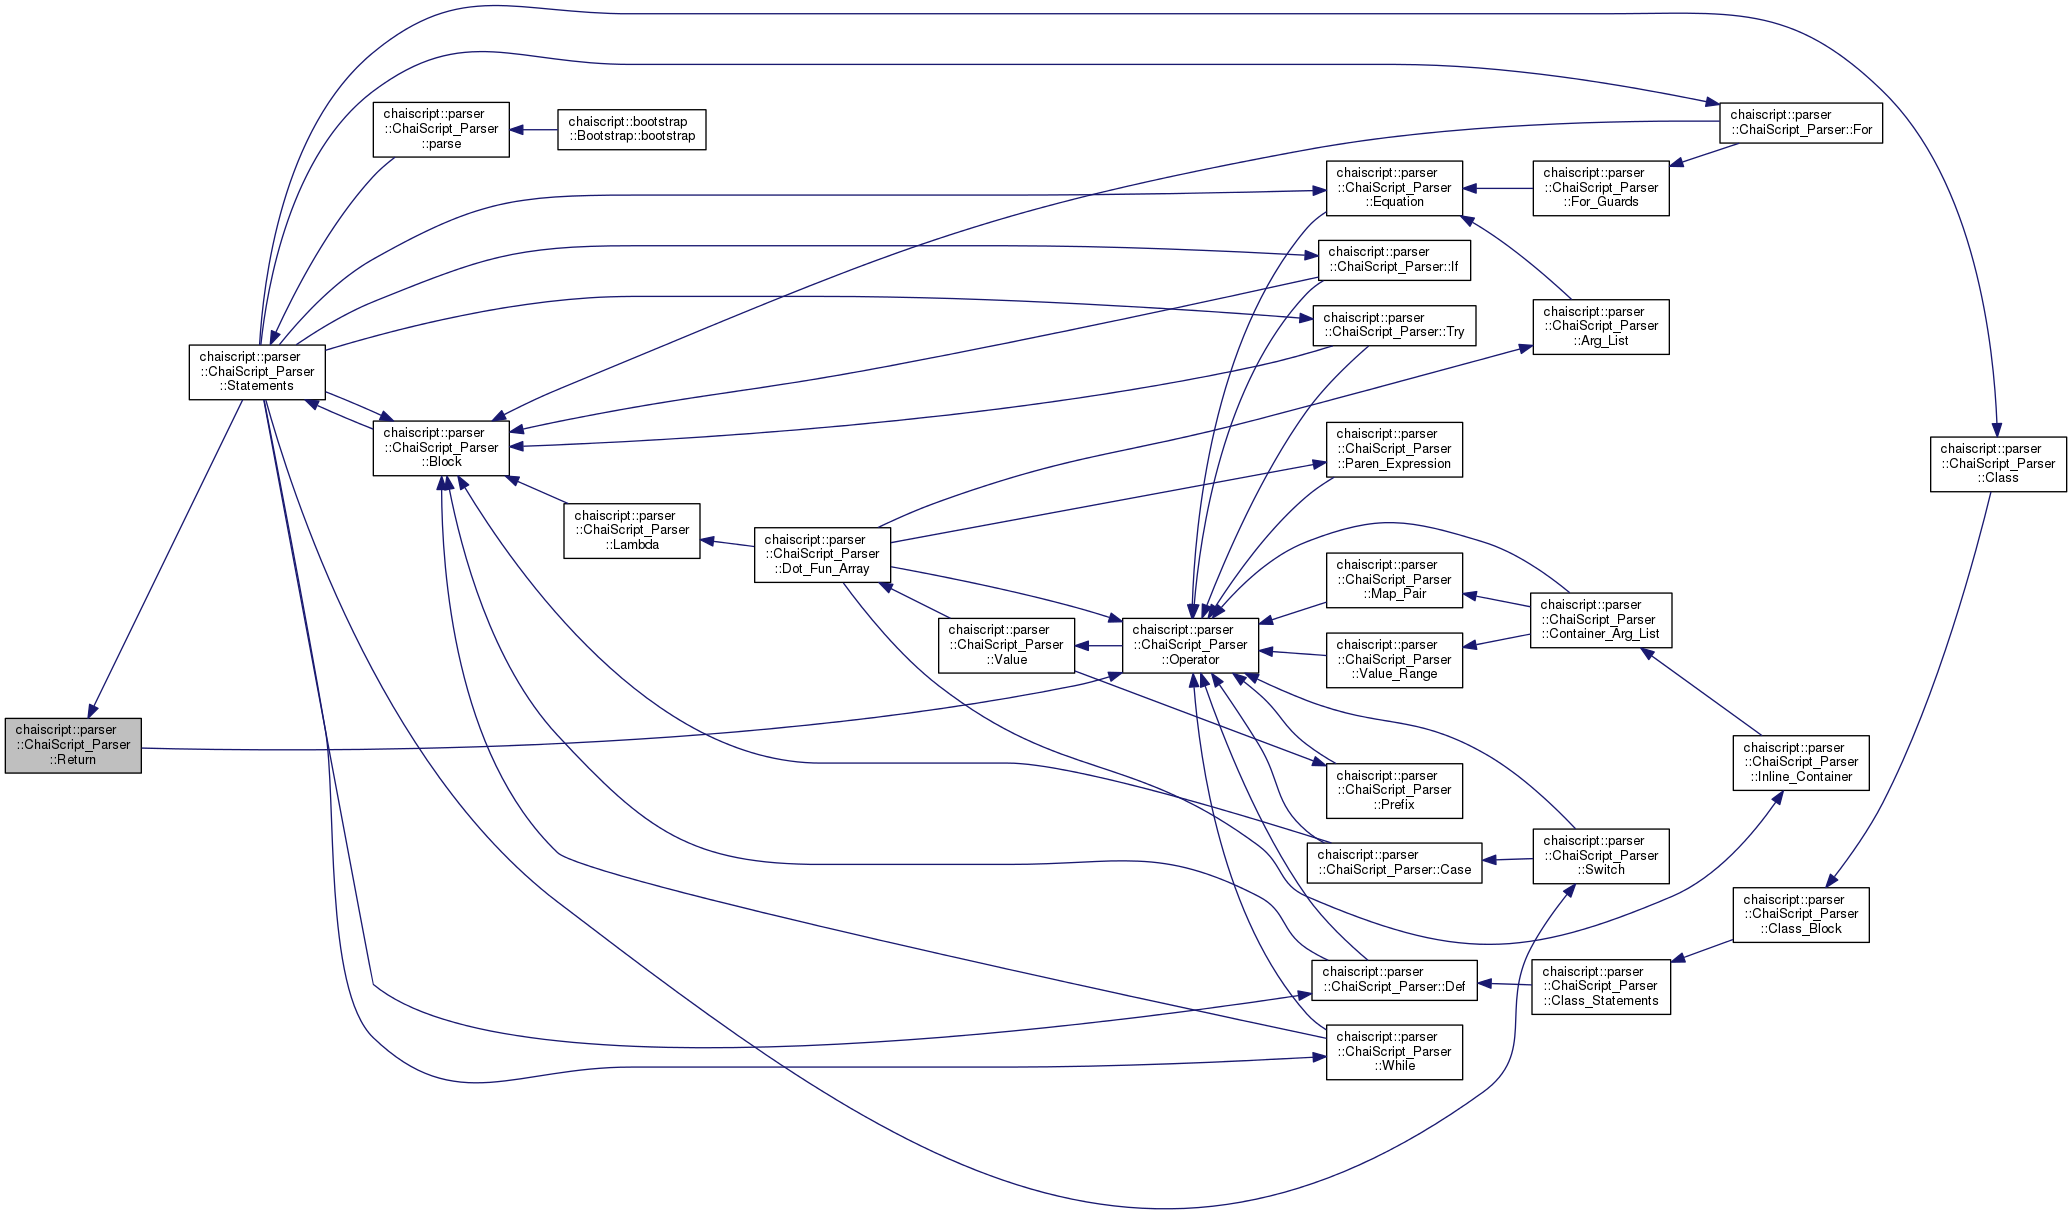 chaiscript::parser
::ChaiScript_Parser
::parse
chaiscript::bootstrap
::Bootstrap::bootstrap
chaiscript::parser
::ChaiScript_Parser::For
chaiscript::parser
::ChaiScript_Parser
::Equation
chaiscript::parser
::ChaiScript_Parser
::For_Guards
chaiscript::parser
::ChaiScript_Parser::If
chaiscript::parser
::ChaiScript_Parser::Try
chaiscript::parser
::ChaiScript_Parser
::Arg_List
chaiscript::parser
::ChaiScript_Parser
::Statements
chaiscript::parser
::ChaiScript_Parser
::Block
chaiscript::parser
::ChaiScript_Parser
::Paren_Expression
chaiscript::parser
::ChaiScript_Parser
::Class
chaiscript::parser
::ChaiScript_Parser
::Lambda
chaiscript::parser
::ChaiScript_Parser
::Dot_Fun_Array
chaiscript::parser
::ChaiScript_Parser
::Map_Pair
chaiscript::parser
::ChaiScript_Parser
::Container_Arg_List
chaiscript::parser
::ChaiScript_Parser
::Value
chaiscript::parser
::ChaiScript_Parser
::Operator
chaiscript::parser
::ChaiScript_Parser
::Value_Range
chaiscript::parser
::ChaiScript_Parser
::Return
chaiscript::parser
::ChaiScript_Parser
::Inline_Container
chaiscript::parser
::ChaiScript_Parser
::Prefix
chaiscript::parser
::ChaiScript_Parser::Case
chaiscript::parser
::ChaiScript_Parser
::Switch
chaiscript::parser
::ChaiScript_Parser
::Class_Block
chaiscript::parser
::ChaiScript_Parser::Def
chaiscript::parser
::ChaiScript_Parser
::Class_Statements
chaiscript::parser
::ChaiScript_Parser
::While